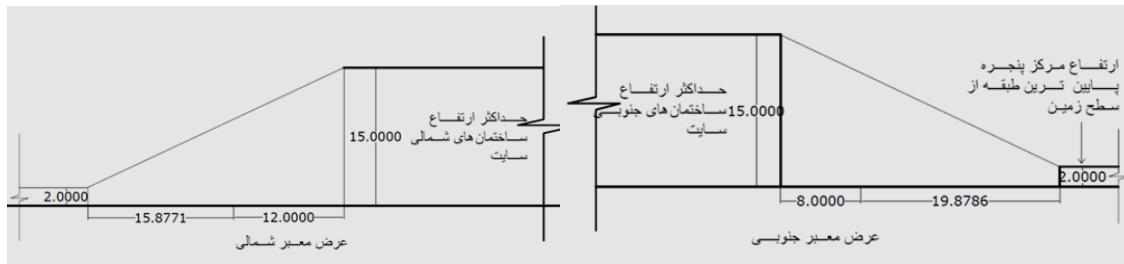 حداکثر ارتفاع
ساختمان های شمالی
سایت
15.0000
2.0000
15.8771
12.0000
عرض معبر شمالی
ارتفاع مرکز پنجره
پایین ترین طبقه از
سطح زمین
حداکثر ارتفاع
ساختمان های جنوبی
سایت
15.0000
2.0000
8.0000
19.8786
عرض معبر جنوبی